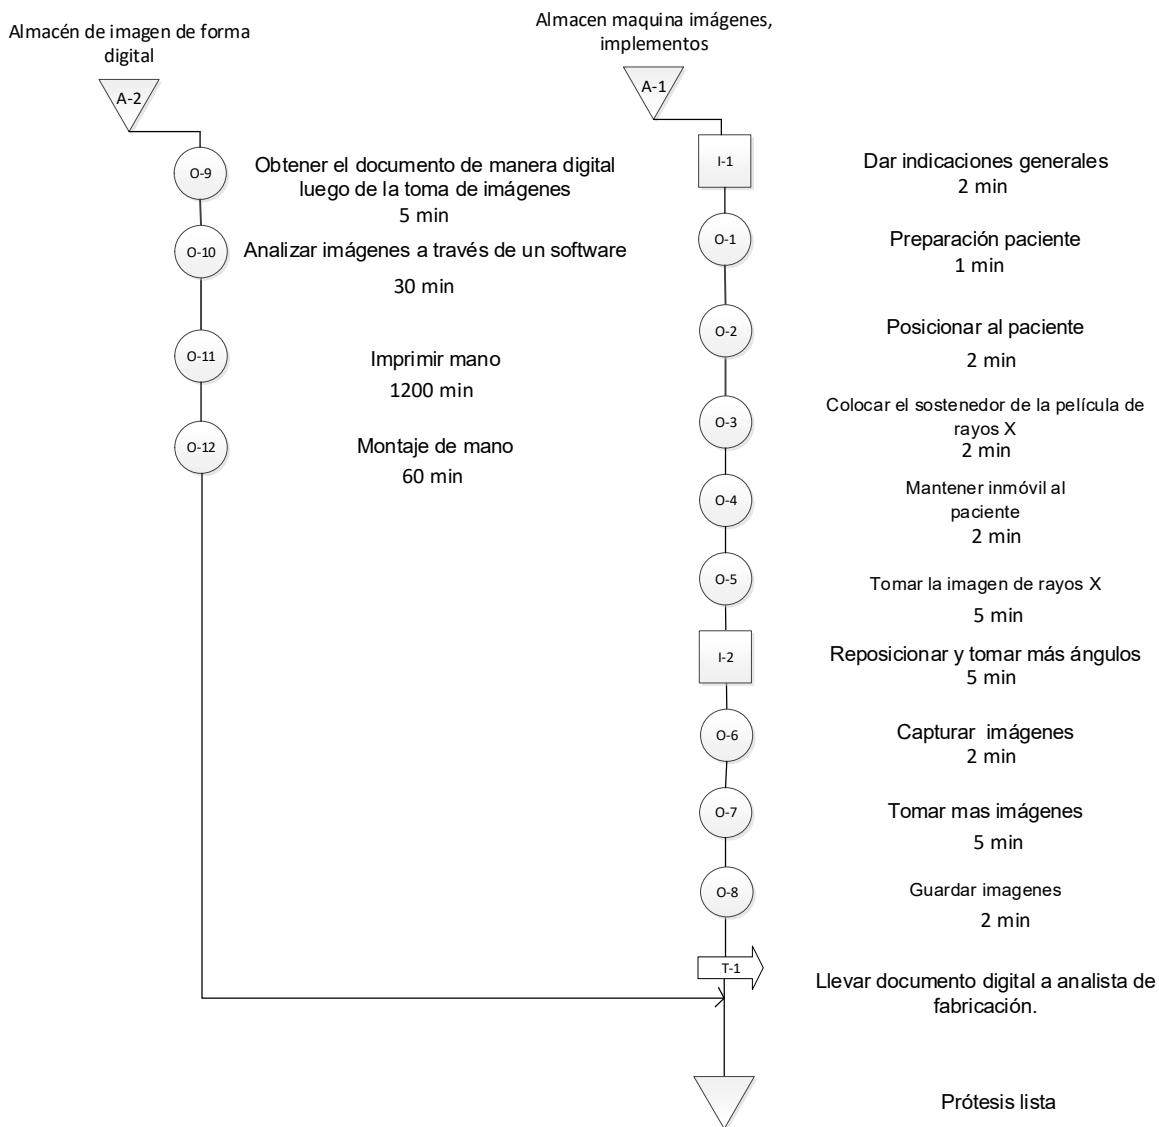 Almacén de imagen de forma
digital
A-2
O-9
Obtener el documento de manera digital
luego de la toma de imágenes
5 min
O-10
Analizar imágenes a través de un software
30 min
O-11
Imprimir mano
1200 min
O-12
Montaje de mano
60 min
Almacen maquina imágenes,
implementos
A-1
I-1
Dar indicaciones generales
2 min
O-1
Preparación paciente
1 min
O-2
Posicionar al paciente
2 min
O-3
Colocar el sostenedor de la película de
rayos X
2 min
O-4
Mantener inmóvil al
paciente
2 min
O-5
Tomar la imagen de rayos X
5 min
I-2
Reposicionar y tomar más ángulos
5 min
O-6
Capturar imágenes
2 min
O-7
Tomar mas imágenes
5 min
O-8
Guardar imagenes
2 min
T-1
Llevar documento digital a analista de
fabricación.
Prótesis lista